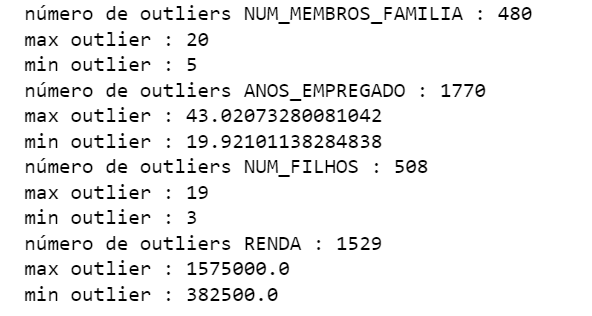 número de outliers NUM_MEMBROS_FAMILIA : 480
max outlier : 20
min outlier : 5
número de outliers ANOS_EMPREGADO : 1770
max outlier : 43.02073280081042
min outlier : 19.92101138284838
número de outliers NUM_FILHOS : 508
max outlier : 19
min outlier : 3
número de outliers RENDA : 1529
max outlier : 1575000.0
min outlier : 382500.0